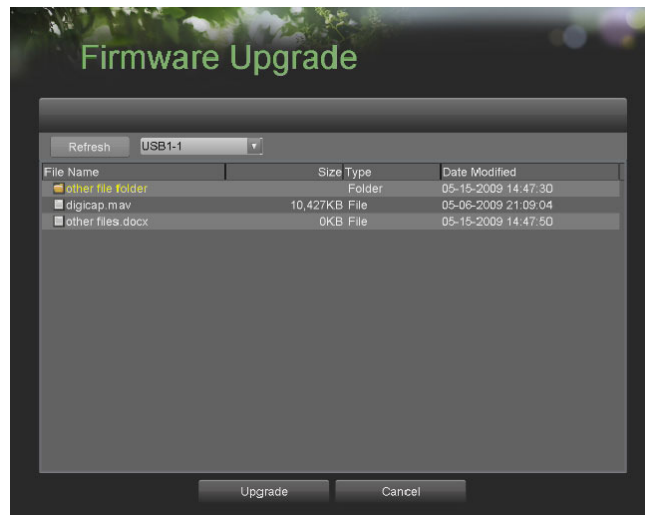 Firmware Upgrade
Refresh USB1-1
File Name Size Type Date Modified
other file folder Folder 05-15-2009 14:47:30
digicap.mav 10,427KB File 05-06-2009 21:09:04
other files.docx 0KB File 05-15-2009 14:47:50
Upgrade Cancel